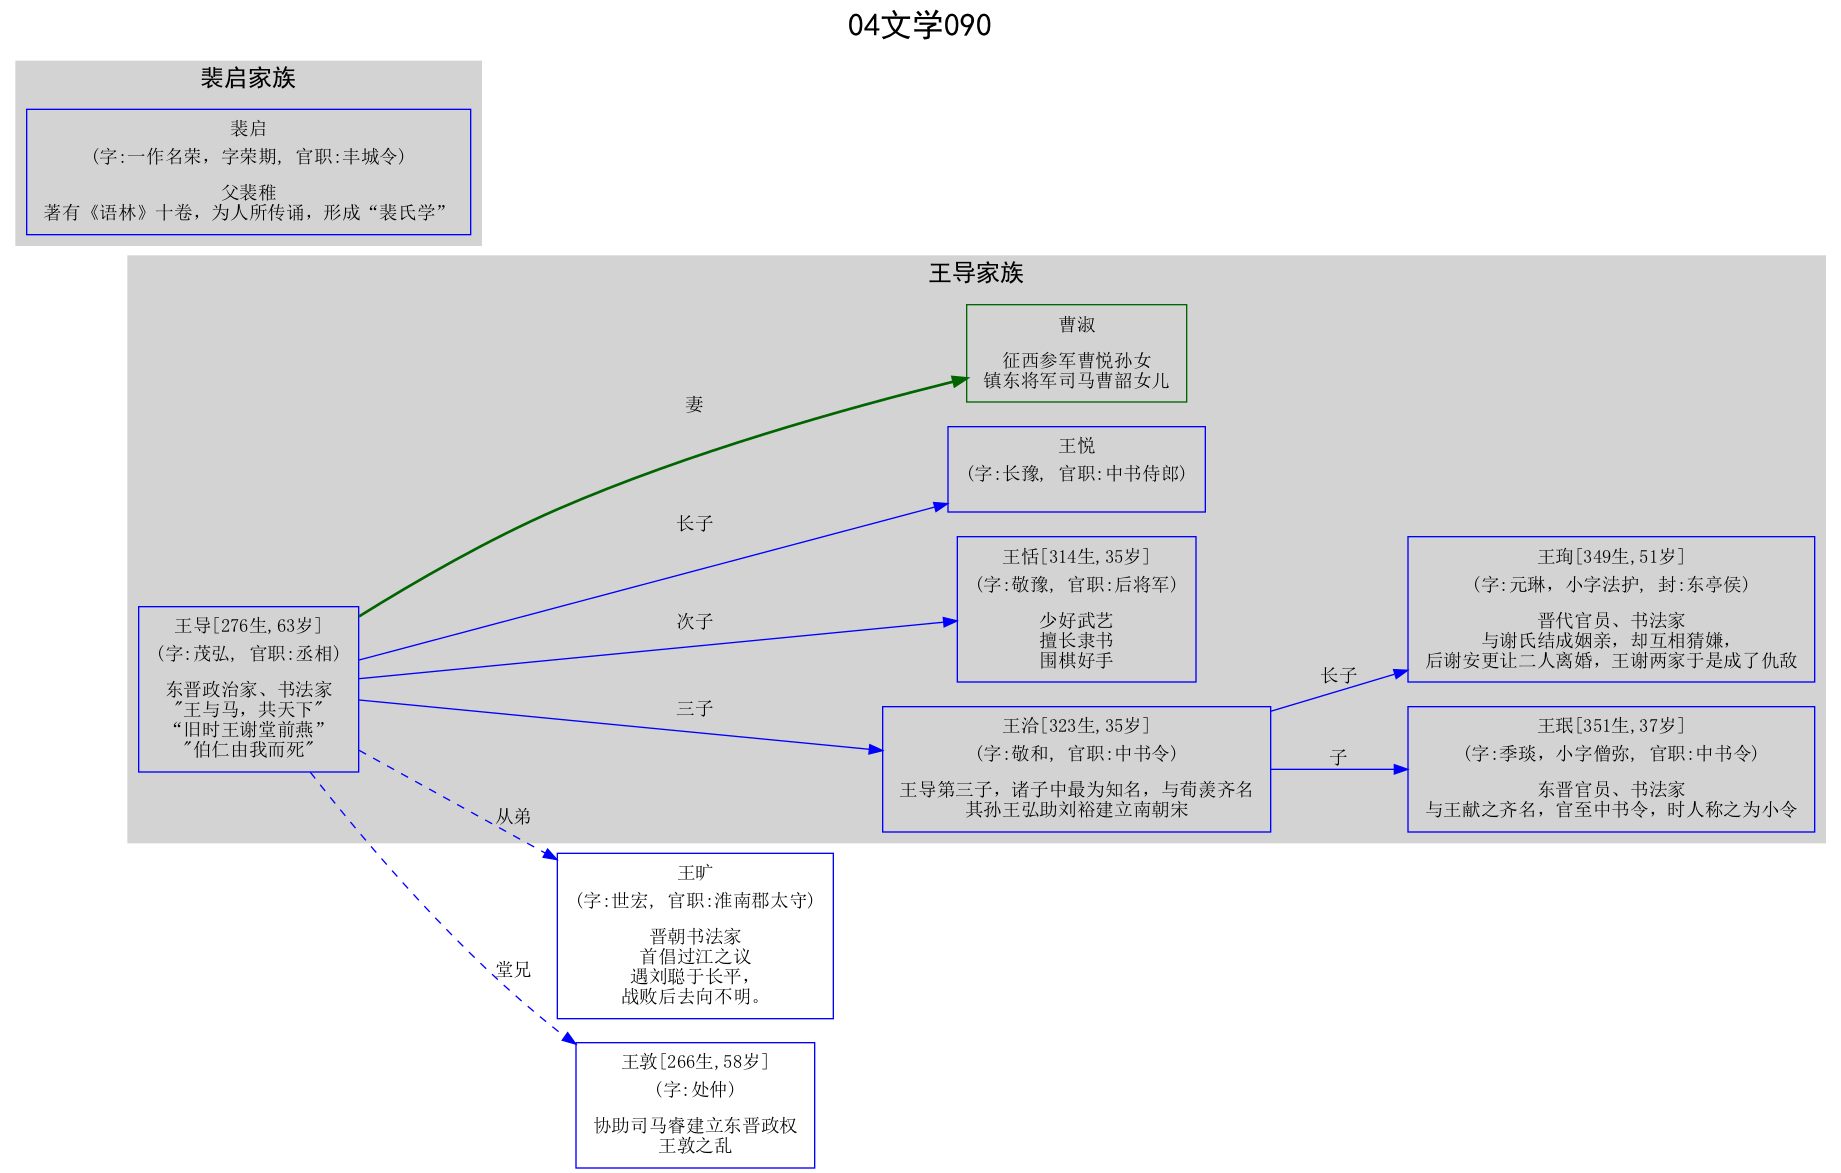 04文学090
裴启家族
裴启
(字:一作名荣，字荣期, 官职:丰城令)
父裴稚
著有《语林》十卷，为人所传诵，形成“裴氏学”
王导家族
曹淑
征西参军曹悦孙女
镇东将军司马曹韶女儿
妻
王悦
(字:长豫, 官职:中书侍郎)
长子
王恬[314生,35岁]
(字:敬豫, 官职:后将军)
少好武艺
擅长隶书
围棋好手
次子
王珣[349生,51岁]
(字:元琳，小字法护, 封:东亭侯)
晋代官员、书法家
与谢氏结成姻亲，却互相猜嫌，
后谢安更让二人离婚，王谢两家于是成了仇敌
长子
王导[276生,63岁]
(字:茂弘, 官职:丞相)
东晋政治家、书法家
"王与马，共天下"
“旧时王谢堂前燕”
"伯仁由我而死"
三子
王洽[323生,35岁]
(字:敬和, 官职:中书令)
王导第三子，诸子中最为知名，与荀羡齐名
其孙王弘助刘裕建立南朝宋
子
王珉[351生,37岁]
(字:季琰，小字僧弥, 官职:中书令)
东晋官员、书法家
与王献之齐名，官至中书令，时人称之为小令
从弟
王旷
(字:世宏, 官职:淮南郡太守)
晋朝书法家
首倡过江之议
遇刘聪于长平，
战败后去向不明。
堂兄
王敦[266生,58岁]
(字:处仲)
协助司马睿建立东晋政权
王敦之乱